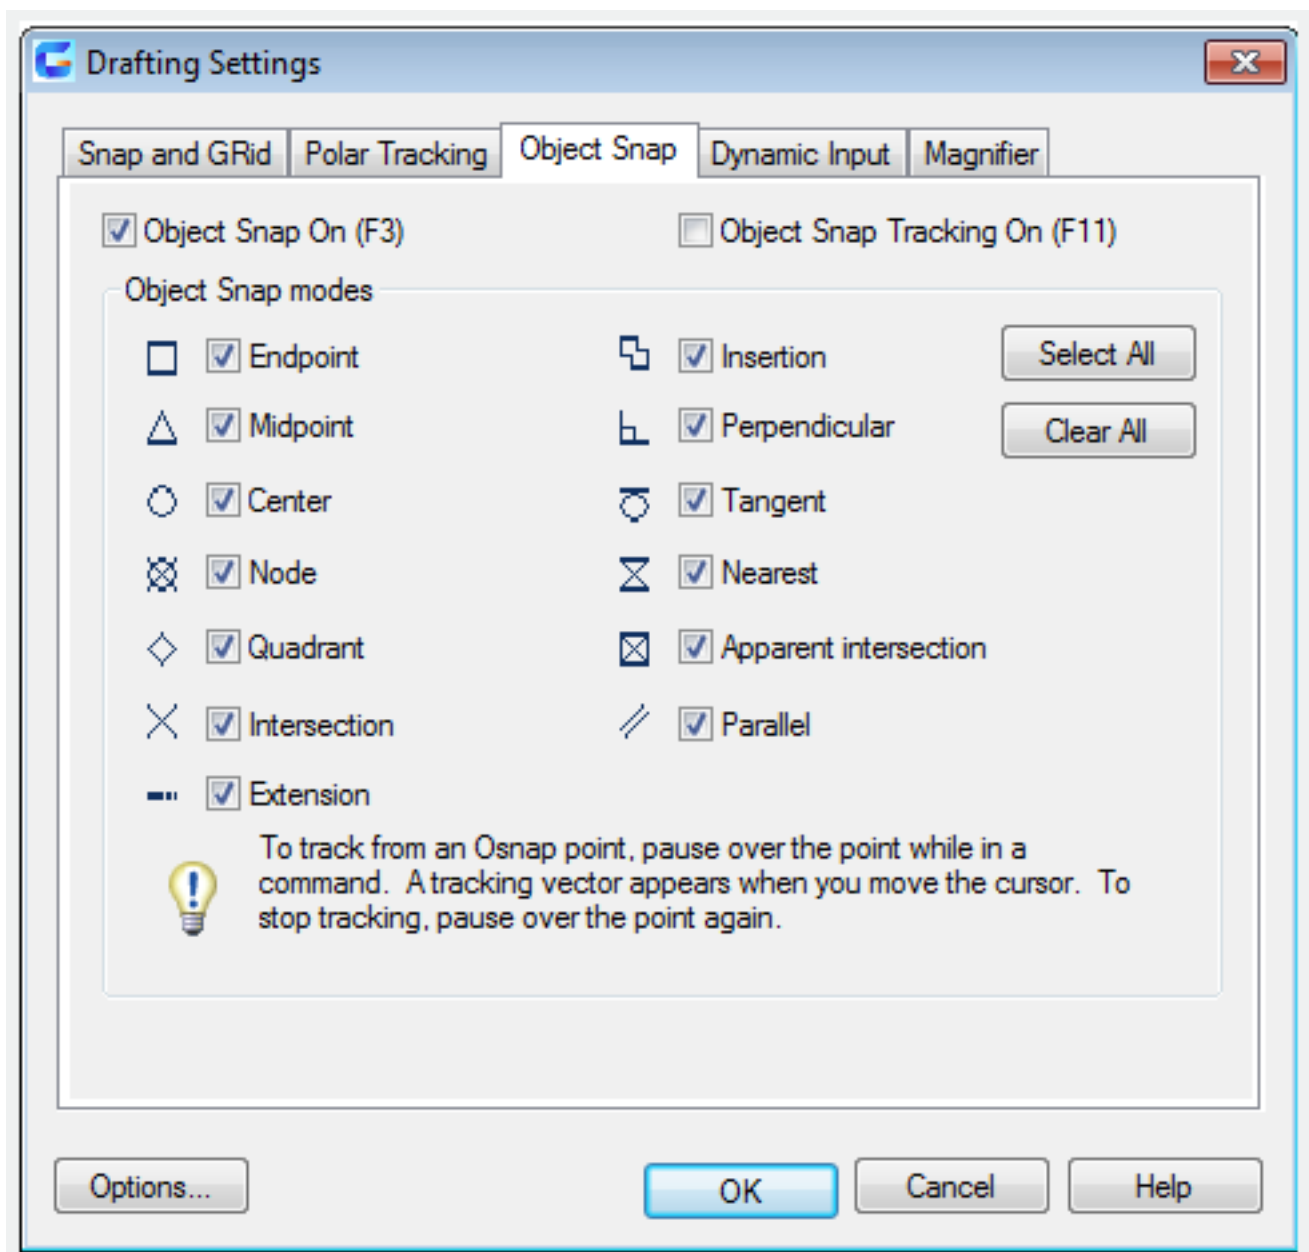 Drafting Settings
Snap and GRid Polar Tracking Object Snap Dynamic Input Magnifier
Object Snap On (F3) Object Snap Tracking On (F11)
Object Snap modes
Endpoint Insertion Select All
Midpoint Perpendicular Clear All
Center Tangent
Node Nearest
Quadrant Apparent intersection
Intersection Parallel
Extension
To track from an Osnap point, pause over the point while in a
command. A tracking vector appears when you move the cursor. To
stop tracking, pause over the point again.
Options... OK Cancel Help